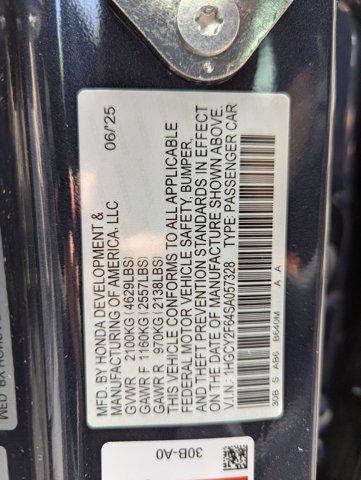 MFD. BY HONDA DEVELOPMENT &
MANUFACTURING OF AMERICA, LLC 06/'25
GVWR 2100KG(4629LBS)
GAWR F 1160KG(2557LBS)
GAWR R 970KG(2138LBS)
THIS VEHICLE CONFORMS TO ALL APPLICABLE
FEDERAL MOTOR VEHICLE SAFETY, BUMPER,
AND THEFT PREVENTION STANDARDS IN EFFECT
ON THE DATE OF MANUFACTURE SHOWN ABOVE.
V.I.N.: 1HGCY2F64SA057328 TYPE: PASSENGER CAR
30B S AB6 B640M A A
30B-A0